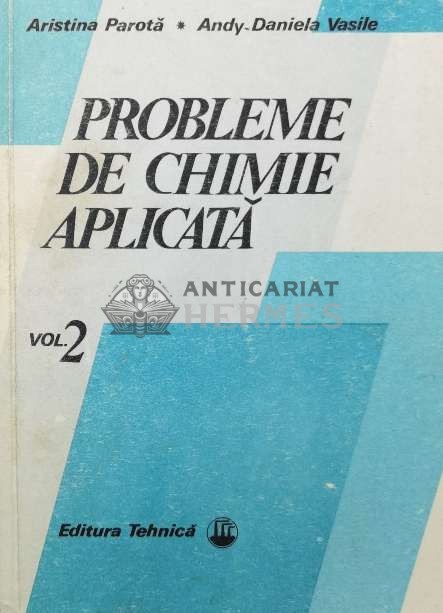 Aristina Parotă * Andy-Daniela Vasile
PROBLEME
DE CHIMIE
APLICATĂ
ANTICARIAT
HERMES
VOL.2
Editura Tehnică